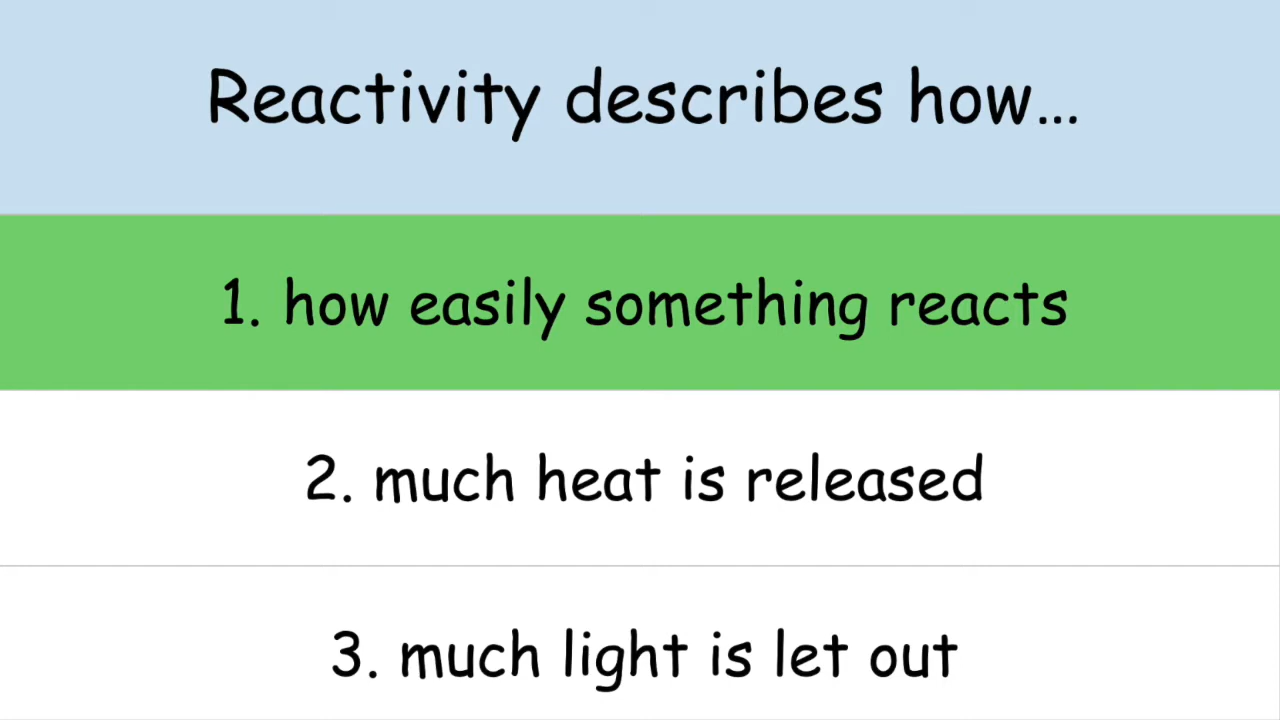 Reactivity describes how...
1. how easily something reacts
2. much heat is released
3. much light is let out